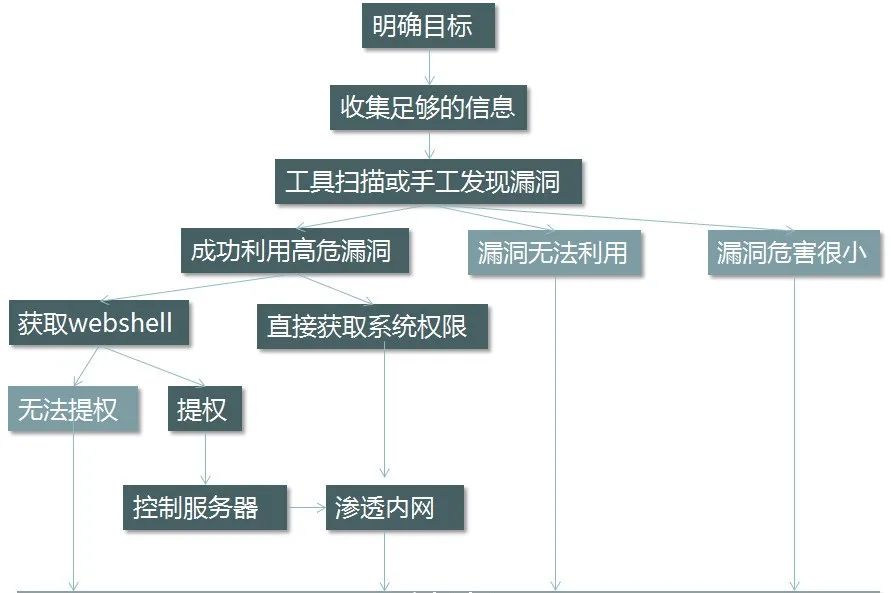 明确目标
收集足够的信息
工具扫描或手工发现漏洞
成功利用高危漏洞
漏洞无法利用
漏洞危害很小
获取webshell
直接获取系统权限
无法提权
提权
控制服务器
渗透内网